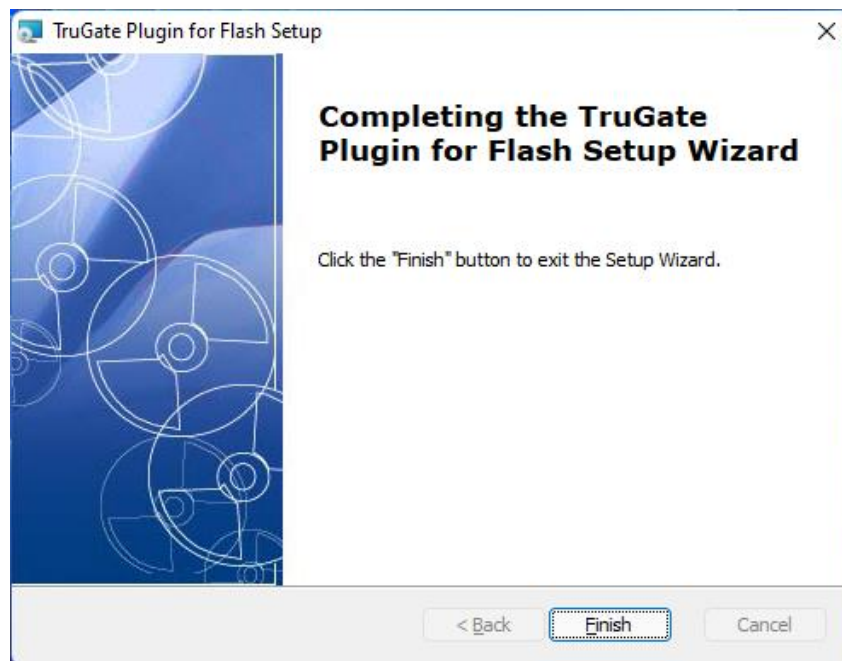 TruGate Plugin for Flash Setup
Completing the TruGate
Plugin for Flash Setup Wizard
Click the "Finish" button to exit the Setup Wizard.
< Back
Finish
Cancel